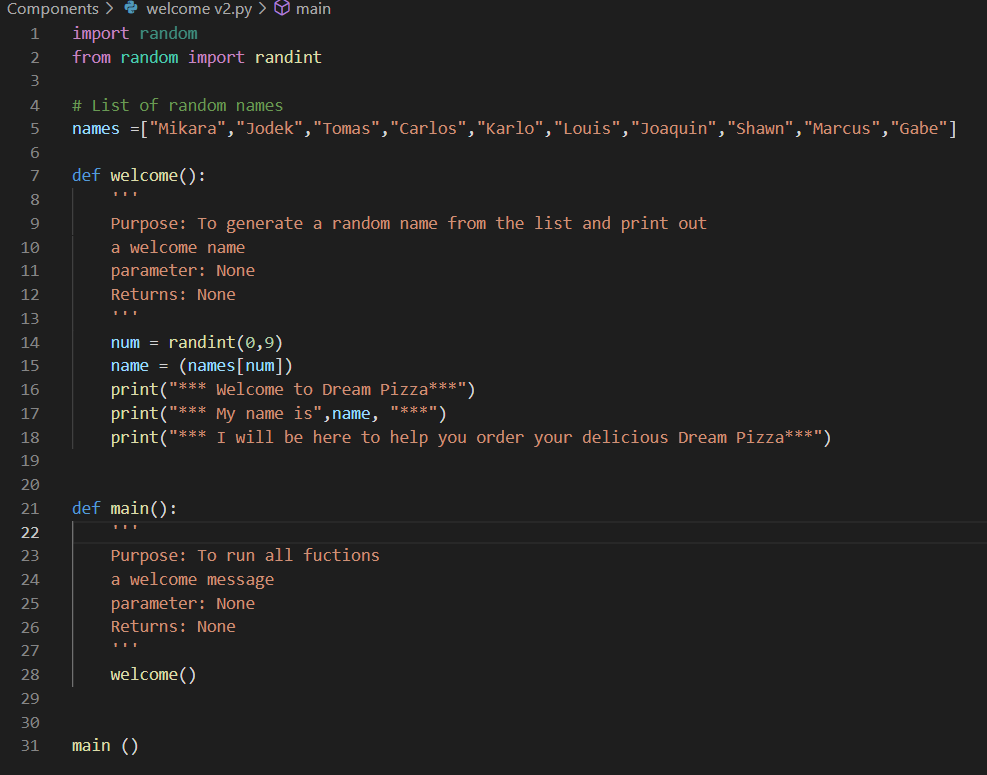 Components > welcome v2.py > main
1 import random
2 from random import randint
3
4 # List of random names
5 names =["Mikara","Jodek","Tomas","Carlos","Karlo","Louis","Joaquin","Shawn","Marcus","Gabe"]
6
7 def welcome():
8     '''
9     Purpose: To generate a random name from the list and print out
10     a welcome name
11     parameter: None
12     Returns: None
13     '''
14     num = randint(0,9)
15     name = (names[num])
16     print("*** Welcome to Dream Pizza***")
17     print("*** My name is",name, "***")
18     print("*** I will be here to help you order your delicious Dream Pizza***")
19
20
21 def main():
22     '''
23     Purpose: To run all fuctions
24     a welcome message
25     parameter: None
26     Returns: None
27     '''
28     welcome()
29
30
31 main ()